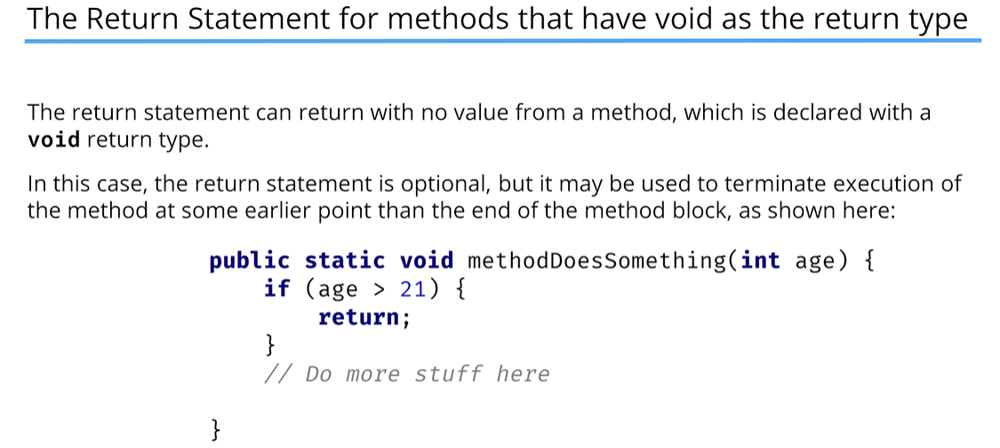 The Return Statement for methods that have void as the return type
The return statement can return with no value from a method, which is declared with a
void return type.
In this case, the return statement is optional, but it may be used to terminate execution of
the method at some earlier point than the end of the method block, as shown here:
public static void methodDoesSomething(int age) {
    if (age > 21) {
        return;
    }
    // Do more stuff here
}